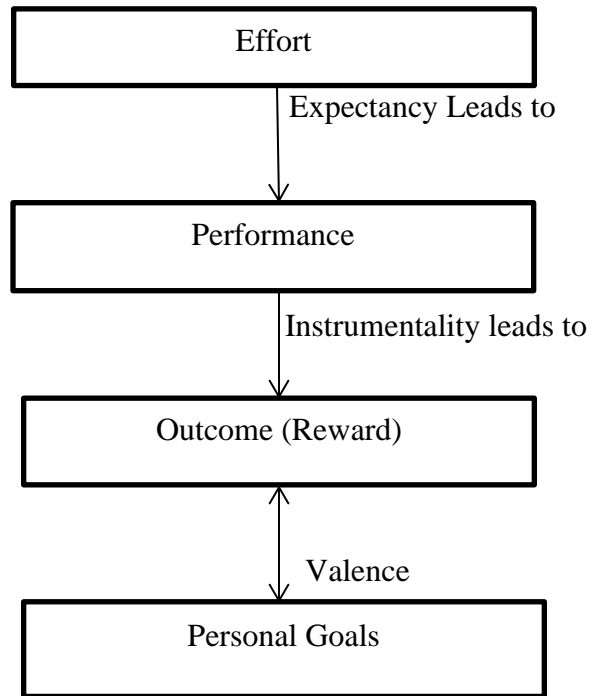 Effort
Expectancy Leads to
Performance
Instrumentality leads to
Outcome (Reward)
Valence
Personal Goals